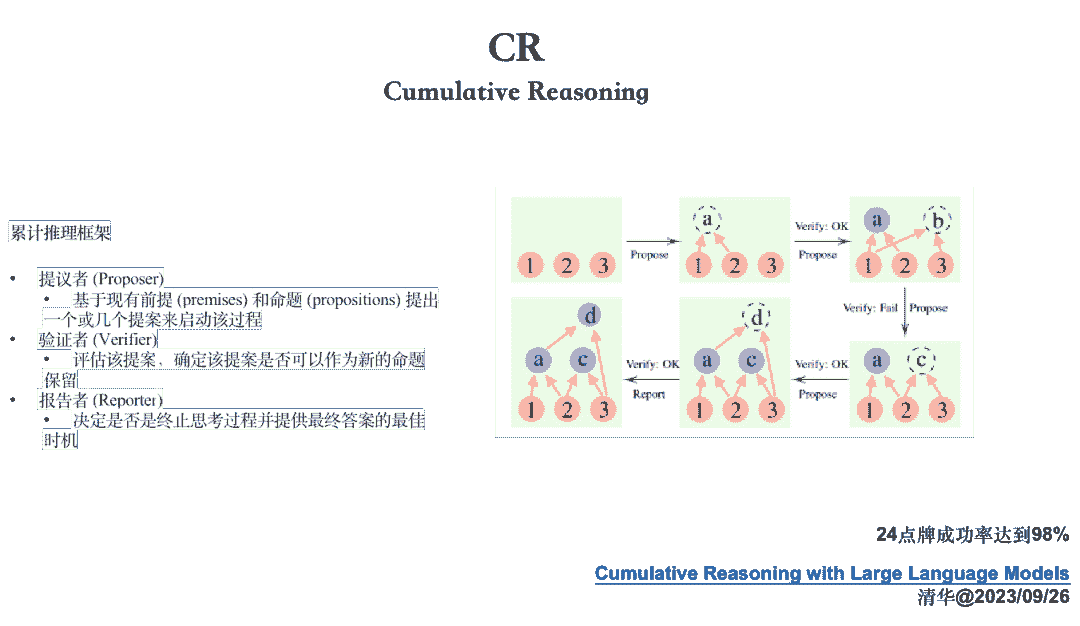 CR
Cumulative Reasoning
累计推理框架
• 提议者 (Proposer)
• 基于现有前提 (premises) 和命题 (propositions) 提出
一个或几个提案来启动该过程
• 验证者 (Verifier)
• 评估该提案、确定该提案是否可以作为新的命题
保留
• 报告者 (Reporter)
• 决定是否是终止思考过程并提供最终答案的最佳
时机
1 2 3
Propose
a
1 2 3
Verify: OK
Propose
a b
1 2 3
Verify: Fail Propose
a c
1 2 3
Verify: OK
Propose
d
a c
1 2 3
Verify: OK
Report
d
a c
1 2 3
24点牌成功率达到98%
Cumulative Reasoning with Large Language Models
清华@2023/09/26